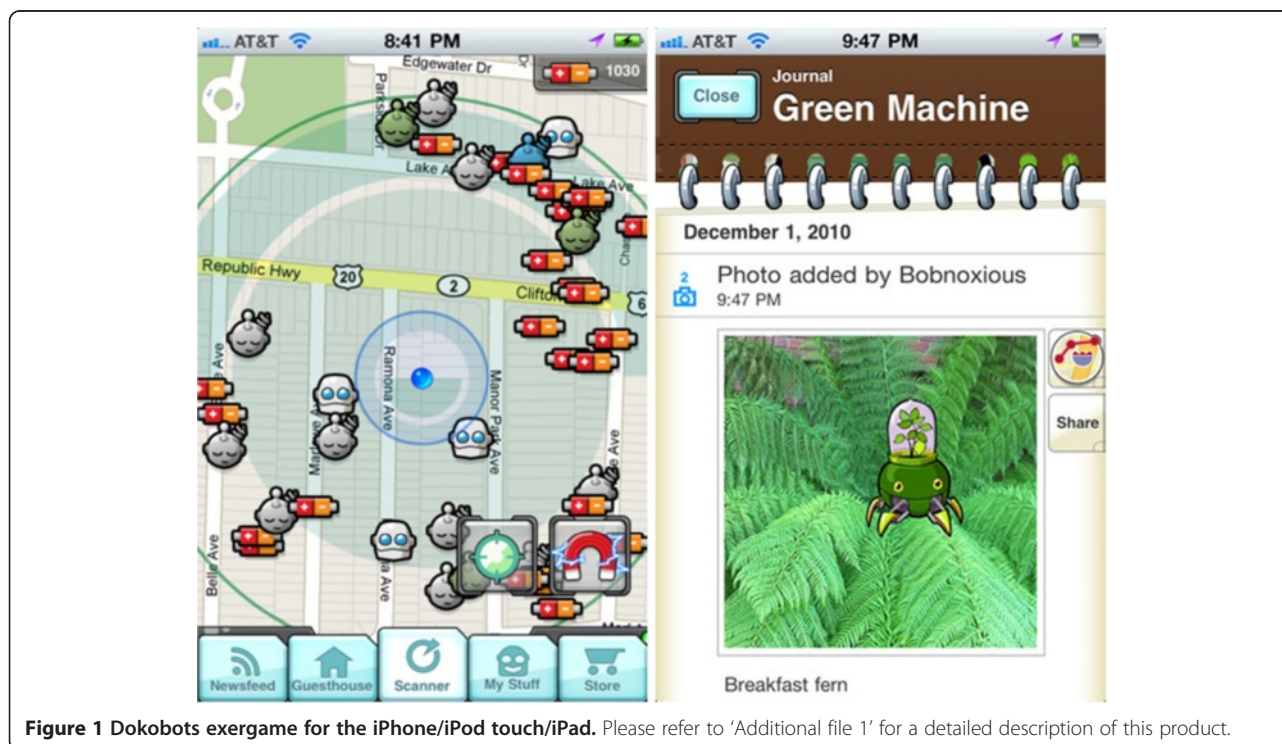 AT&T 8:41 PM
1030
Edgewater Dr
Dr
Lake Ave
Republic Hwy
20
2
6
Ramona Ave
Manor Park Ave
Belle Ave
Ave
Ave
Newsfeed
Guesthouse
Scanner
My Stuff
Store
AT&T 9:47 PM
Close
Journal
Green Machine
December 1, 2010
2
Photo added by Bobnoxious
9:47 PM
Share
Breakfast fern
Figure 1 Dokobots exergame for the iPhone/iPod touch/iPad. Please refer to 'Additional file 1' for a detailed description of this product.